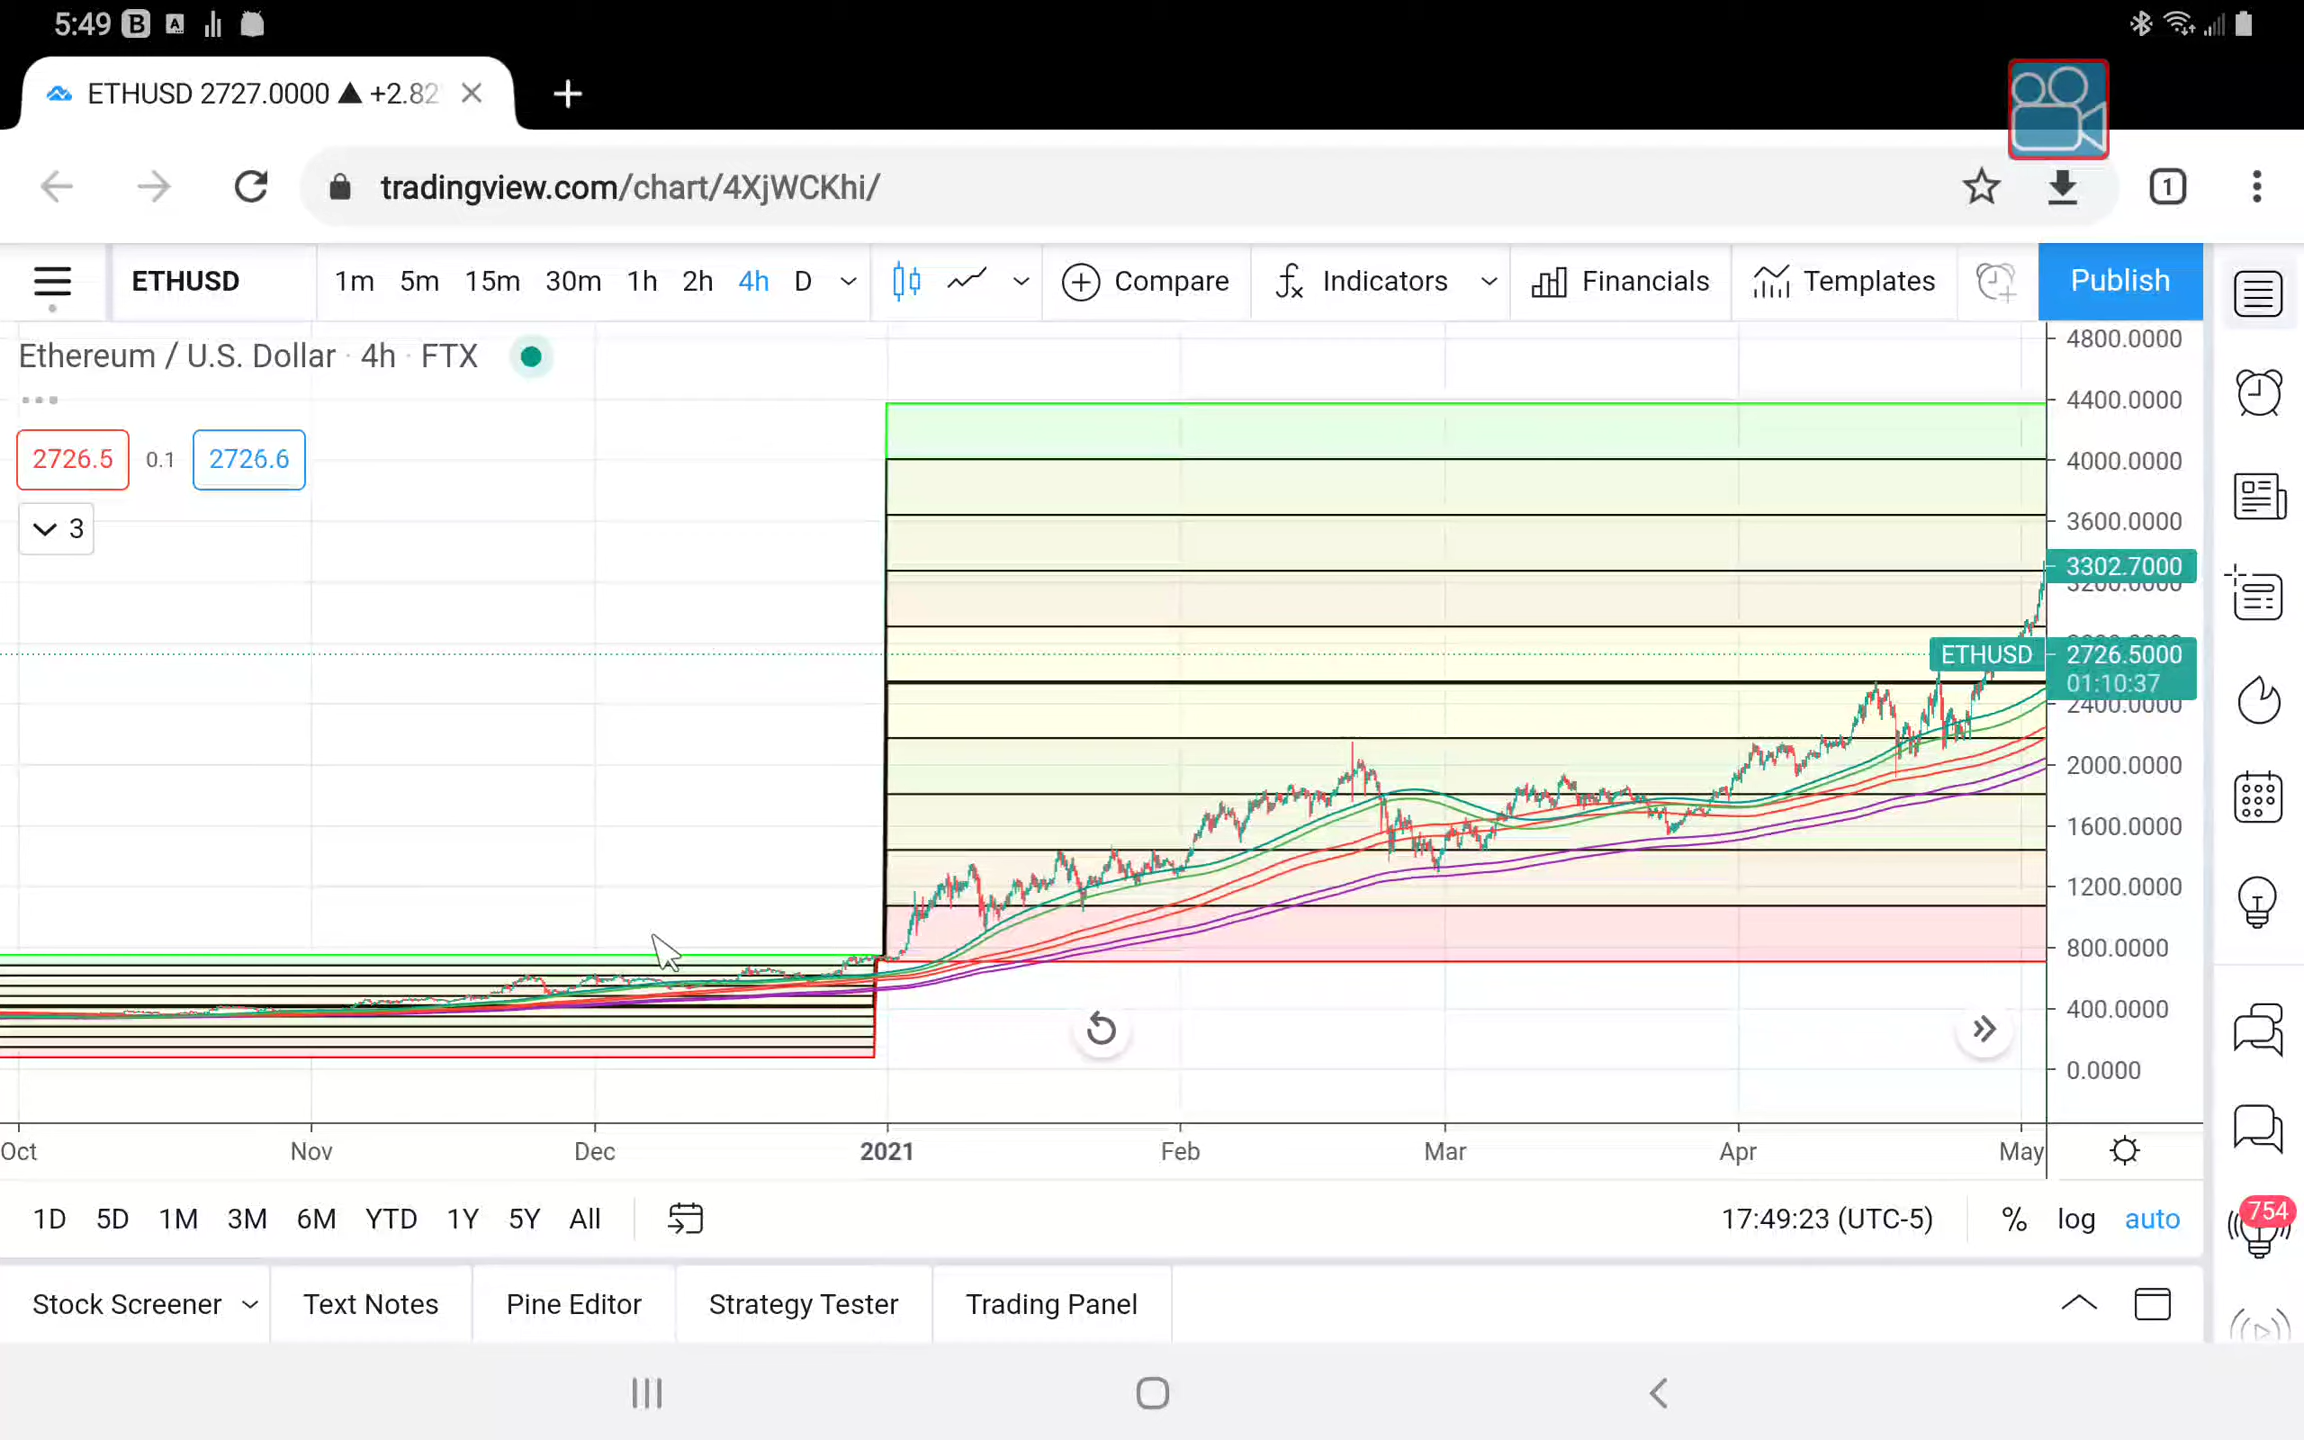 5:49
ETHUSD 2727.0000 ▲ +2.82
tradingview.com/chart/4XjWCKhi/
1
ETHUSD 1m 5m 15m 30m 1h 2h 4h D Compare Indicators Financials Templates Publish
Ethereum / U.S. Dollar · 4h · FTX
2726.5 0.1 2726.6
3
4800.0000
4400.0000
4000.0000
3600.0000
3302.7000
3200.0000
ETHUSD 2726.5000
01:10:37
2400.0000
2000.0000
1600.0000
1200.0000
800.0000
400.0000
0.0000
Oct Nov Dec 2021 Feb Mar Apr May
1D 5D 1M 3M 6M YTD 1Y 5Y All 17:49:23 (UTC-5) % log auto
754
Stock Screener Text Notes Pine Editor Strategy Tester Trading Panel